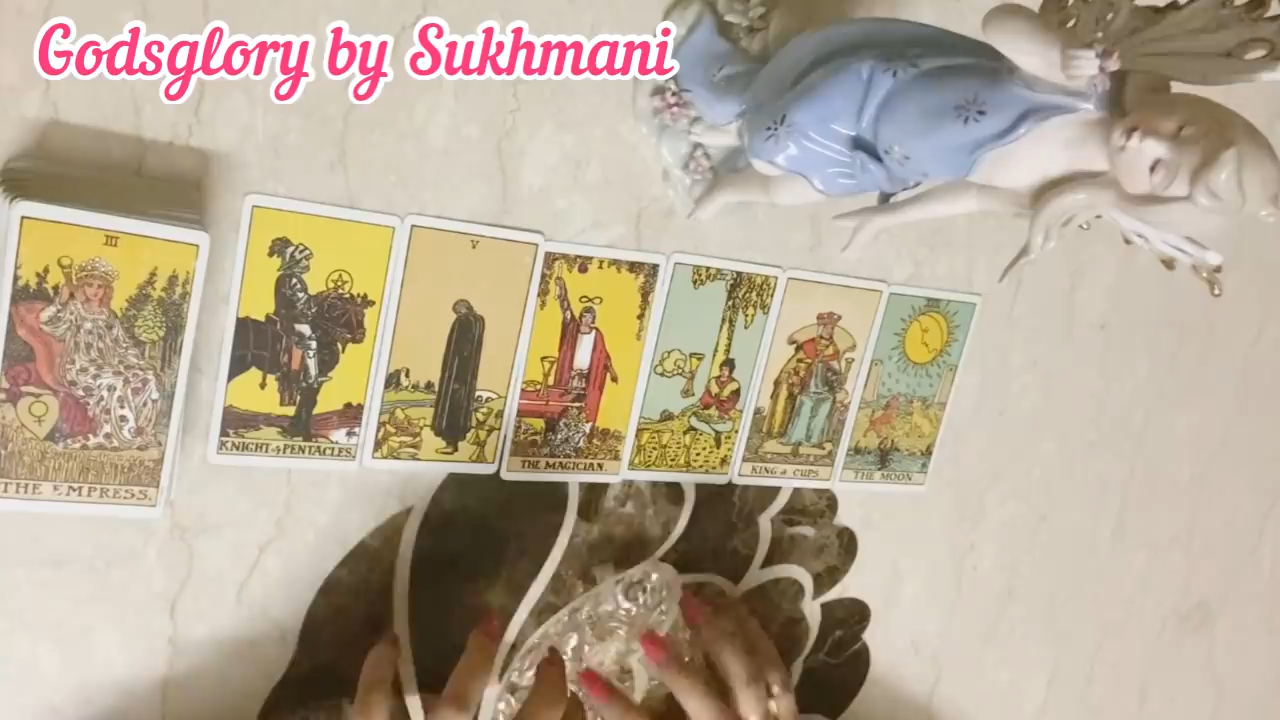 Godsglory by Sukhmani
III
THE EMPRESS.
KNIGHT of PENTACLES.
V
I
THE MAGICIAN.
KING of CUPS
THE MOON